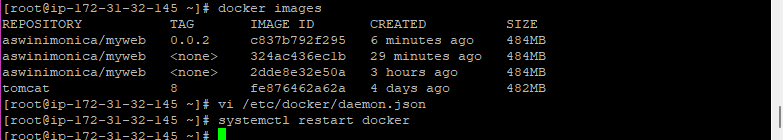 [root@ip-172-31-32-145 ~]# docker images
REPOSITORY TAG IMAGE ID CREATED SIZE
aswinimonica/myweb 0.0.2 c837b792f295 6 minutes ago 484MB
aswinimonica/myweb <none> 324ac436ec1b 29 minutes ago 484MB
aswinimonica/myweb <none> 2dde8e32e50a 3 hours ago 484MB
tomcat 8 fe876462a62a 4 days ago 482MB
[root@ip-172-31-32-145 ~]# vi /etc/docker/daemon.json
[root@ip-172-31-32-145 ~]# systemctl restart docker
[root@ip-172-31-32-145 ~]#